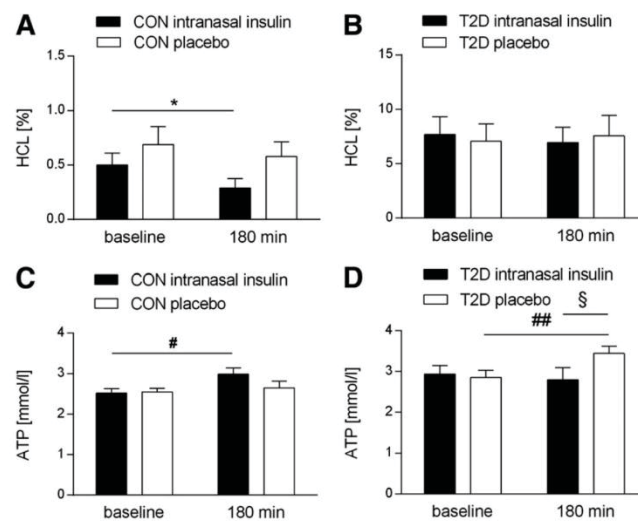 A
CON intranasal insulin
CON placebo
HCL [%]
1.5
1.0
0.5
0.0
*
baseline
180 min
B
T2D intranasal insulin
T2D placebo
HCL [%]
15
10
5
0
baseline
180 min
C
CON intranasal insulin
CON placebo
ATP [mmol/l]
4
3
2
1
0
#
baseline
180 min
D
T2D intranasal insulin
T2D placebo
§
##
ATP [mmol/l]
5
4
3
2
1
0
baseline
180 min